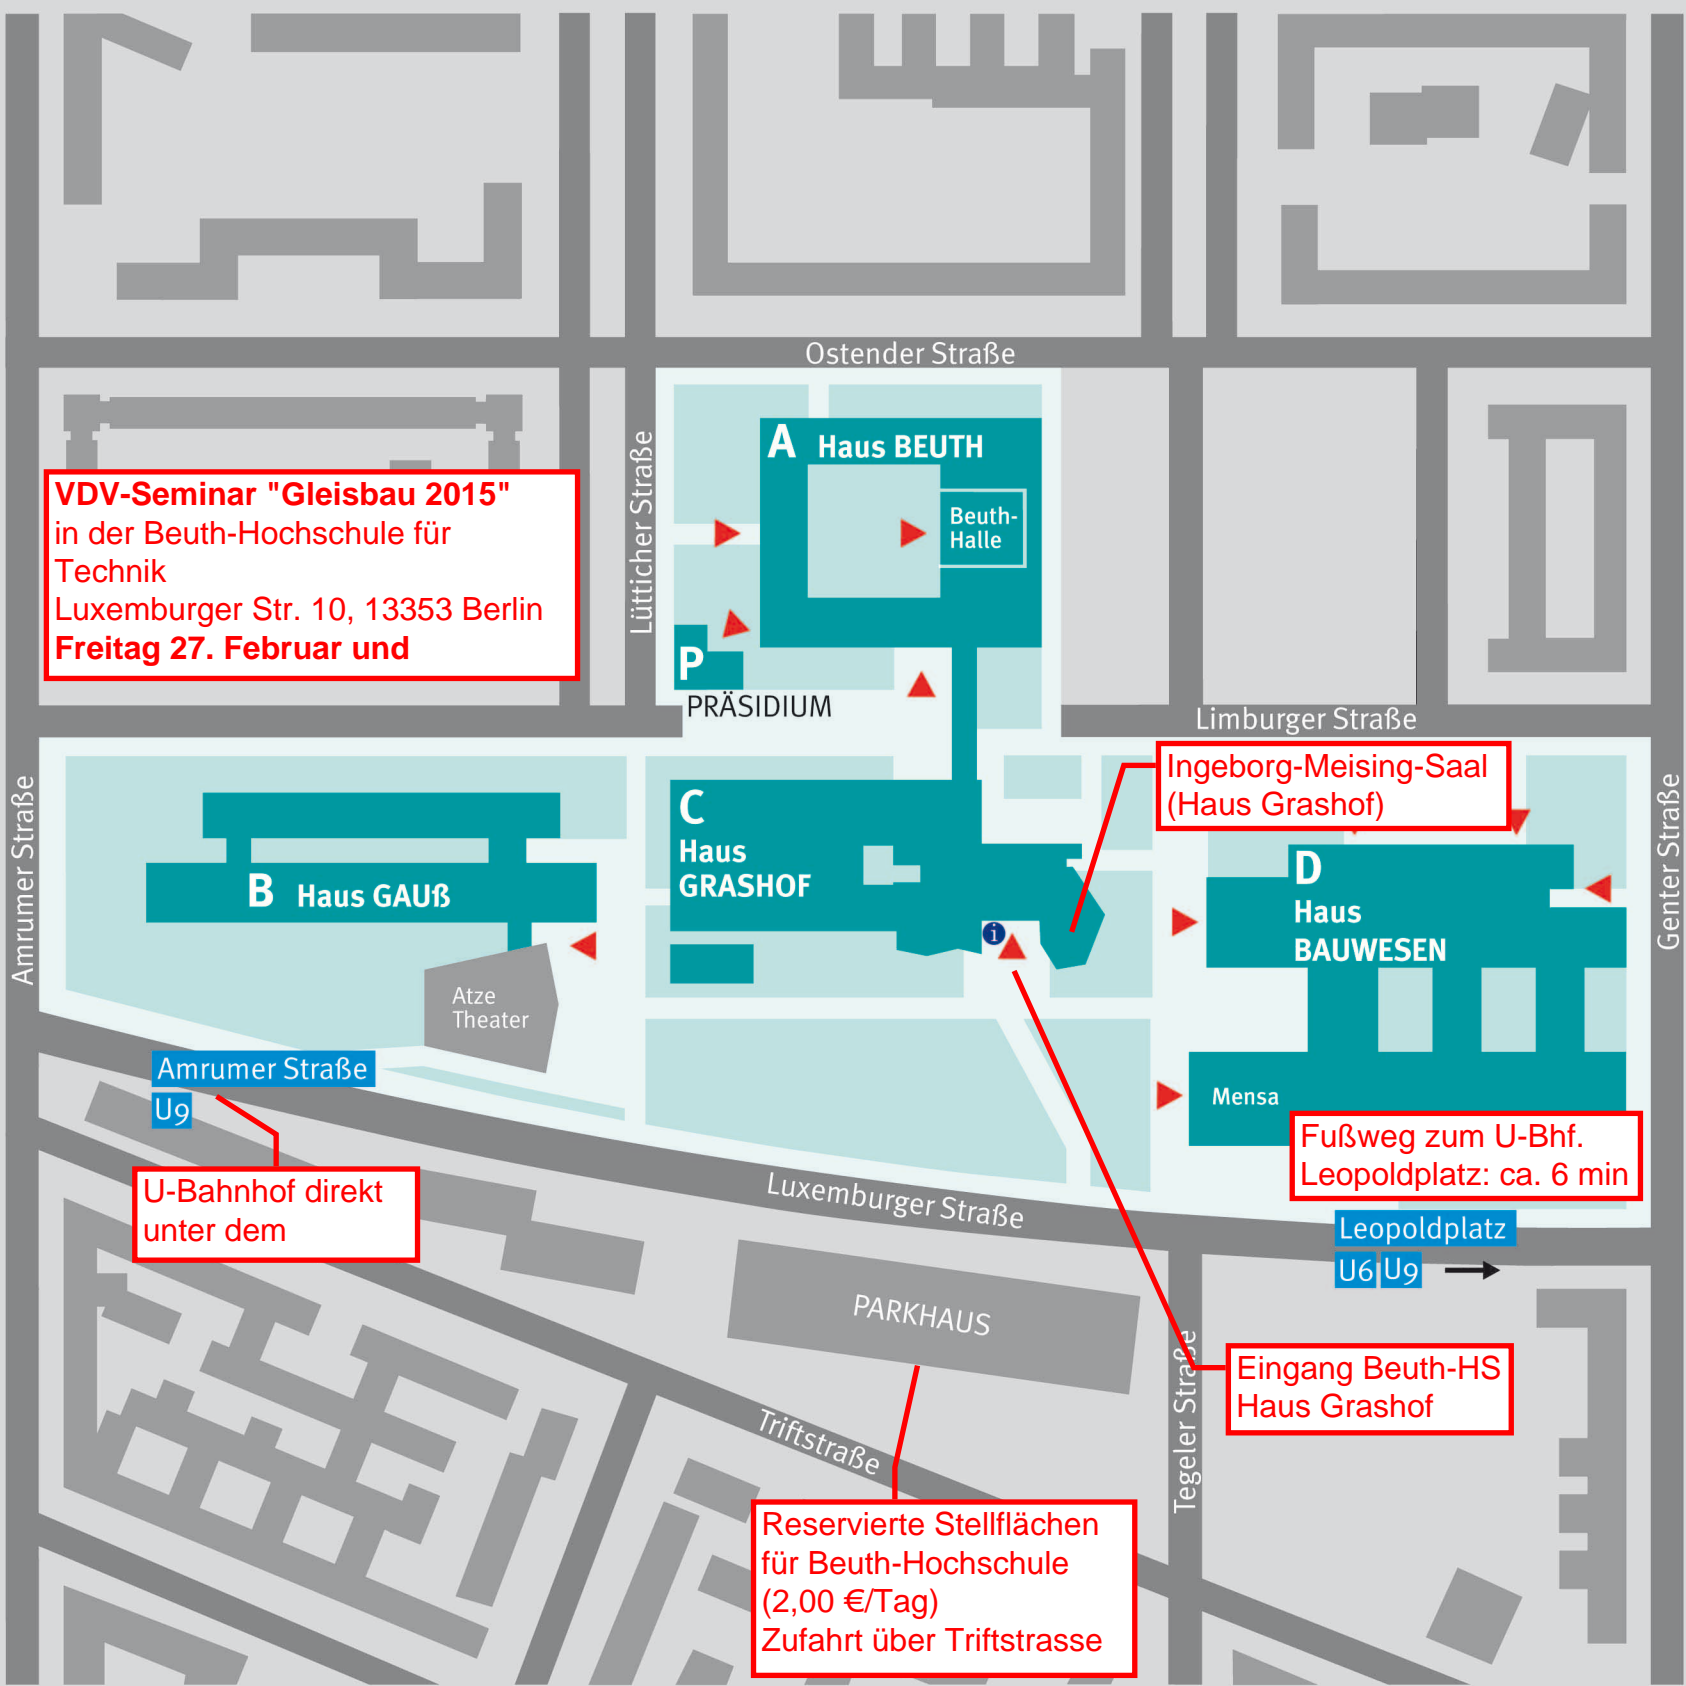 Ostender Straße
A Haus BEUTH
Beuth-
Halle
Lütticher Straße
VDV-Seminar "Gleisbau 2015"
in der Beuth-Hochschule für
Technik
Luxemburger Str. 10, 13353 Berlin
Freitag 27. Februar und
P
PRÄSIDIUM
Limburger Straße
Ingeborg-Meising-Saal
(Haus Grashof)
Amrumer Straße
Genter Straße
C
Haus
GRASHOF
B Haus GAUß
D
Haus
BAUWESEN
i
Atze
Theater
Amrumer Straße
U9
Mensa
Fußweg zum U-Bhf.
Leopoldplatz: ca. 6 min
U-Bahnhof direkt
unter dem
Luxemburger Straße
Leopoldplatz
U6 U9
PARKHAUS
Tegeler Straße
Eingang Beuth-HS
Haus Grashof
Triftstraße
Reservierte Stellflächen
für Beuth-Hochschule
(2,00 €/Tag)
Zufahrt über Triftstrasse